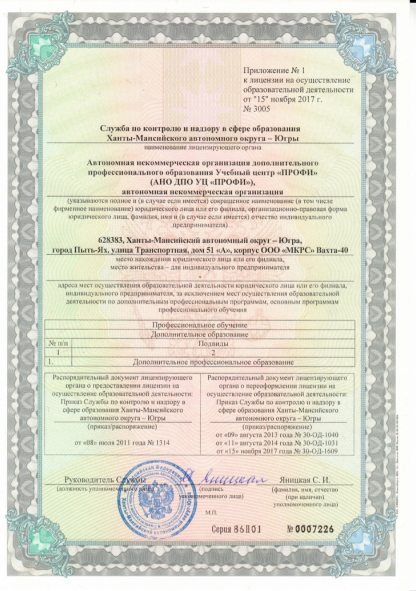 Приложение № 1
к лицензии на осуществление
образовательной деятельности
от "15" ноября 2017 г.
№ 3005
Служба по контролю и надзору в сфере образования
Ханты-Мансийского автономного округа – Югры
наименование лицензирующего органа
Автономная некоммерческая организация дополнительного
профессионального образования Учебный центр «ПРОФИ»
(АНО ДПО УЦ «ПРОФИ»),
автономная некоммерческая организация
(указываются полное и (в случае если имеется) сокращенное наименование (в том числе
фирменное наименование) юридического лица или его филиала, организационно-правовая форма
юридического лица, фамилия, имя и (в случае если имеется) отчество индивидуального
предпринимателя)
628383, Ханты-Мансийский автономный округ – Югра,
город Пыть-Ях, улица Транспортная, дом 51 «А», корпус ООО «МКРС» Вахта-40
место нахождения юридического лица или его филиала,
место жительства – для индивидуального предпринимателя
адреса мест осуществления образовательной деятельности юридического лица или его филиала,
индивидуального предпринимателя, за исключением мест осуществления образовательной
деятельности по дополнительным профессиональным программам, основным программам
профессионального обучения
Профессиональное обучение
Дополнительное образование
№ п/п Подвиды
1 2
1. Дополнительное профессиональное образование
Распорядительный документ лицензирующего
органа о предоставлении лицензии на
осуществление образовательной деятельности:
Приказ Службы по контролю и надзору в
сфере образования Ханты-Мансийского
автономного округа – Югры
(приказ/распоряжение)
от «08» июля 2011 года № 1314
Распорядительный документ лицензирующего
органа о переоформлении лицензии на
осуществление образовательной деятельности:
Приказ Службы по контролю и надзору в
сфере образования Ханты-Мансийского
автономного округа – Югры
(приказ/распоряжение)
от «09» августа 2013 года № 30-ОД-1040
от «11» августа 2014 года № 30-ОД-1031
от «15» ноября 2017 года № 30-ОД-1609
Руководитель Службы Яницкая С. И.
(должность уполномоченного лица) (подпись уполномоченного лица) (фамилия, имя, отчество
(при наличии)
уполномоченного лица)
М.П.
Серия 86П01 № 0007226